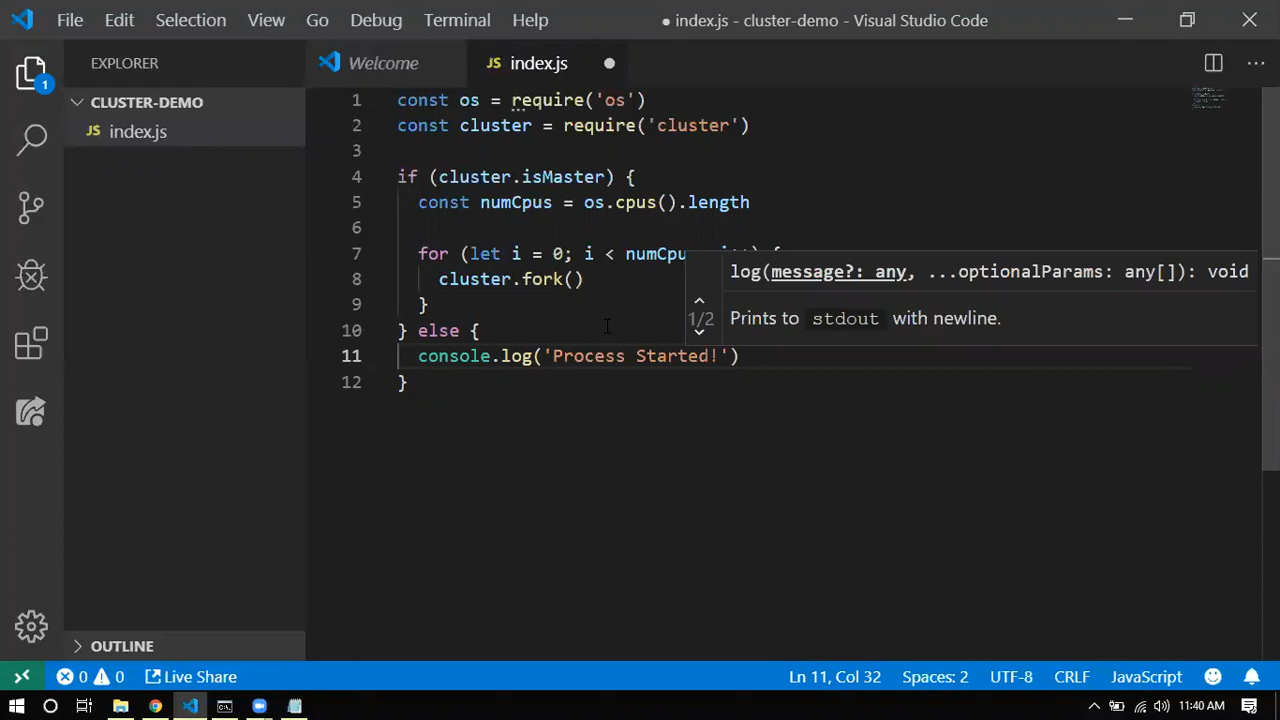 File Edit Selection View Go Debug Terminal Help ● index.js - cluster-demo - Visual Studio Code
EXPLORER
Welcome
JS index.js
1
CLUSTER-DEMO
JS index.js
1 const os = require('os')
2 const cluster = require('cluster')
3
4 if (cluster.isMaster) {
5 const numCpus = os.cpus().length
6
7 for (let i = 0; i < numCpu
8 cluster.fork()
9 }
10 } else {
11 console.log('Process Started!')
12 }
log(message?: any, ...optionalParams: any[]): void
1/2
Prints to stdout with newline.
OUTLINE
0 0 Live Share Ln 11, Col 32 Spaces: 2 UTF-8 CRLF JavaScript
11:40 AM